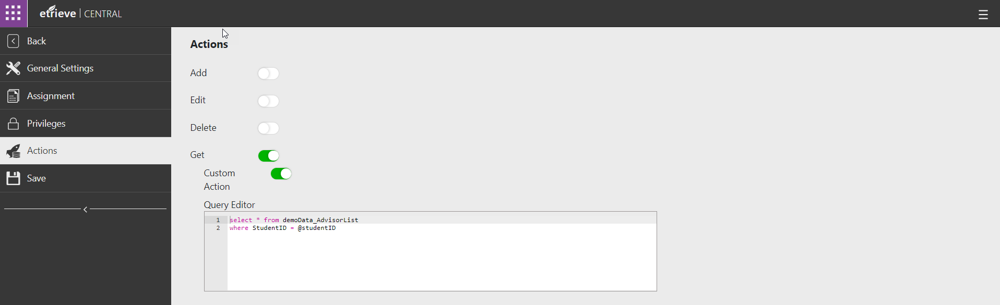 etrieve | CENTRAL
Back
General Settings
Assignment
Privileges
Actions
Save
Actions
Add
Edit
Delete
Get
Custom
Action
Query Editor
1 select * from demoData_AdvisorList
2 where StudentID = @studentID